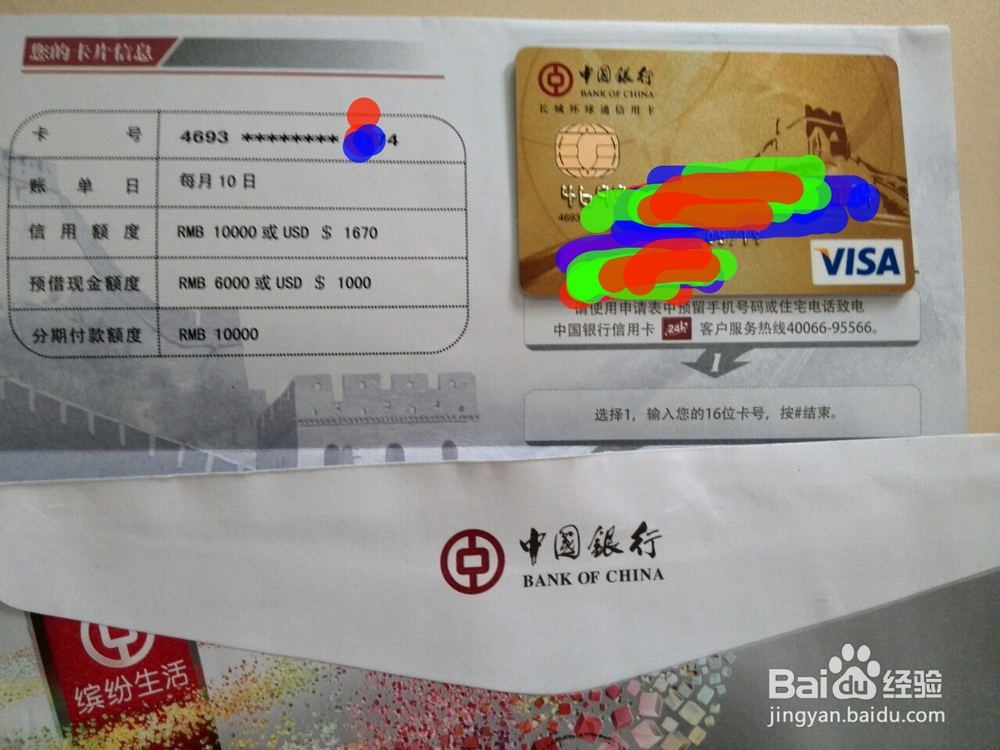 您的卡片信息
卡 号 4693 ********
账 单 日 每月 10 日
信 用 额 度 RMB 10000 或 USD $ 1670
预借现金额度 RMB 6000 或 USD $ 1000
分期付款额度 RMB 10000
中国銀行
BANK OF CHINA
长城环球通信用卡
4693
VISA
请使用申请表中预留手机号码或住宅电话致电
中国银行信用卡 24h 客户服务热线40066-95566。
1
选择1，输入您的16位卡号，按#结束。
中国銀行
BANK OF CHINA
缤纷生活
Baidu经验
jingyan.baidu.com